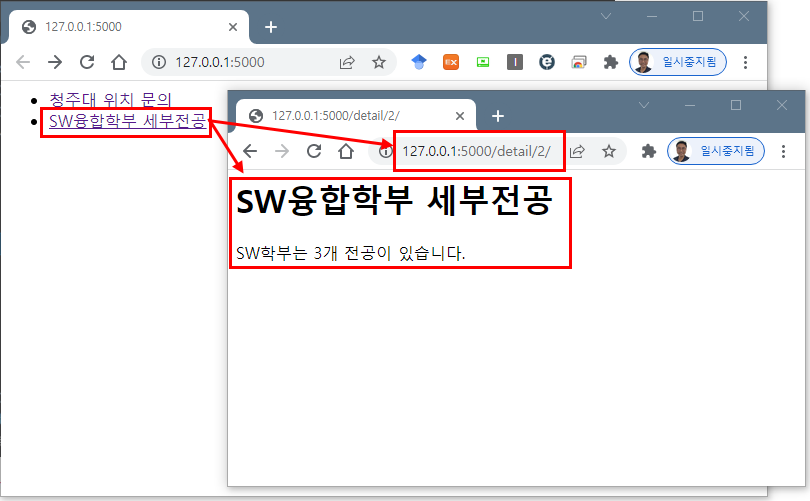 127.0.0.1:5000
127.0.0.1:5000
Ex
I
일시중지됨
청주대 위치 문의
SW융합학부 세부전공
127.0.0.1:5000/detail/2/
127.0.0.1:5000/detail/2/
일시중지됨
SW융합학부 세부전공
SW학부는 3개 전공이 있습니다.